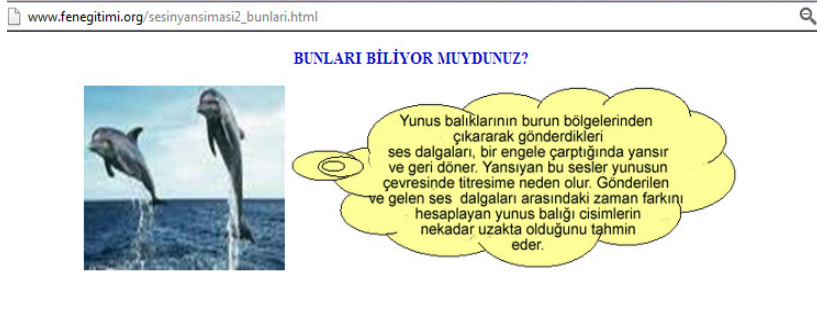 www.fenegitimi.org/sesinyansimasi2_bunlari.html
BUNLARI BİLİYOR MUYDUNUZ?
Yunus balıklarının burun bölgelerinden
çıkararak gönderdikleri
ses dalgaları, bir engele çarptığında yansır
ve geri döner. Yansıyan bu sesler yunusun
çevresinde titresime neden olur. Gönderilen
ve gelen ses dalgaları arasındaki zaman farkını
hesaplayan yunus balığı cisimlerin
nekadar uzakta olduğunu tahmin
eder.